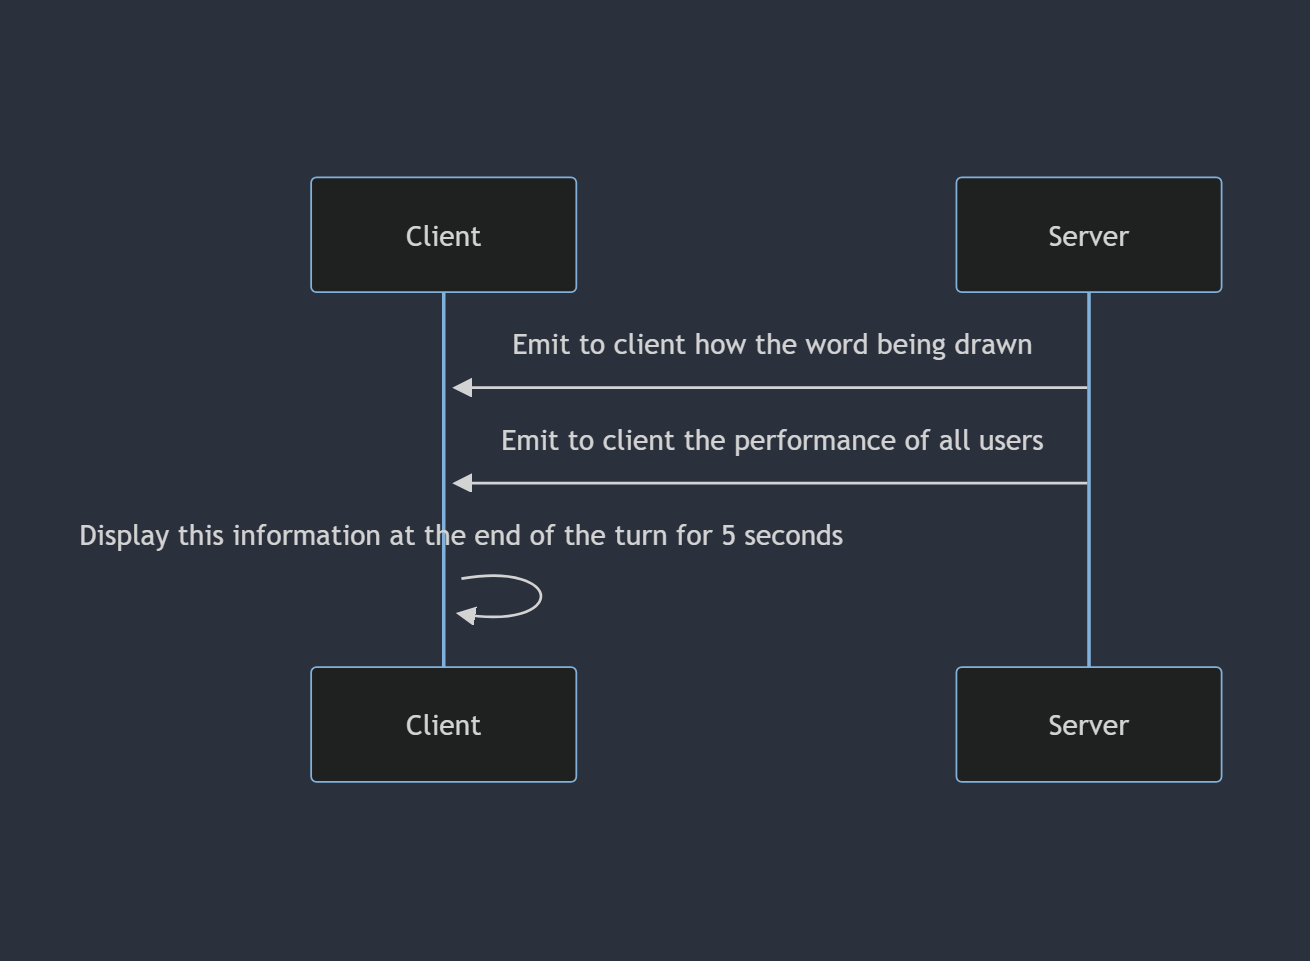 Client
Server
Emit to client how the word being drawn
Emit to client the performance of all users
Display this information at the end of the turn for 5 seconds
Client
Server